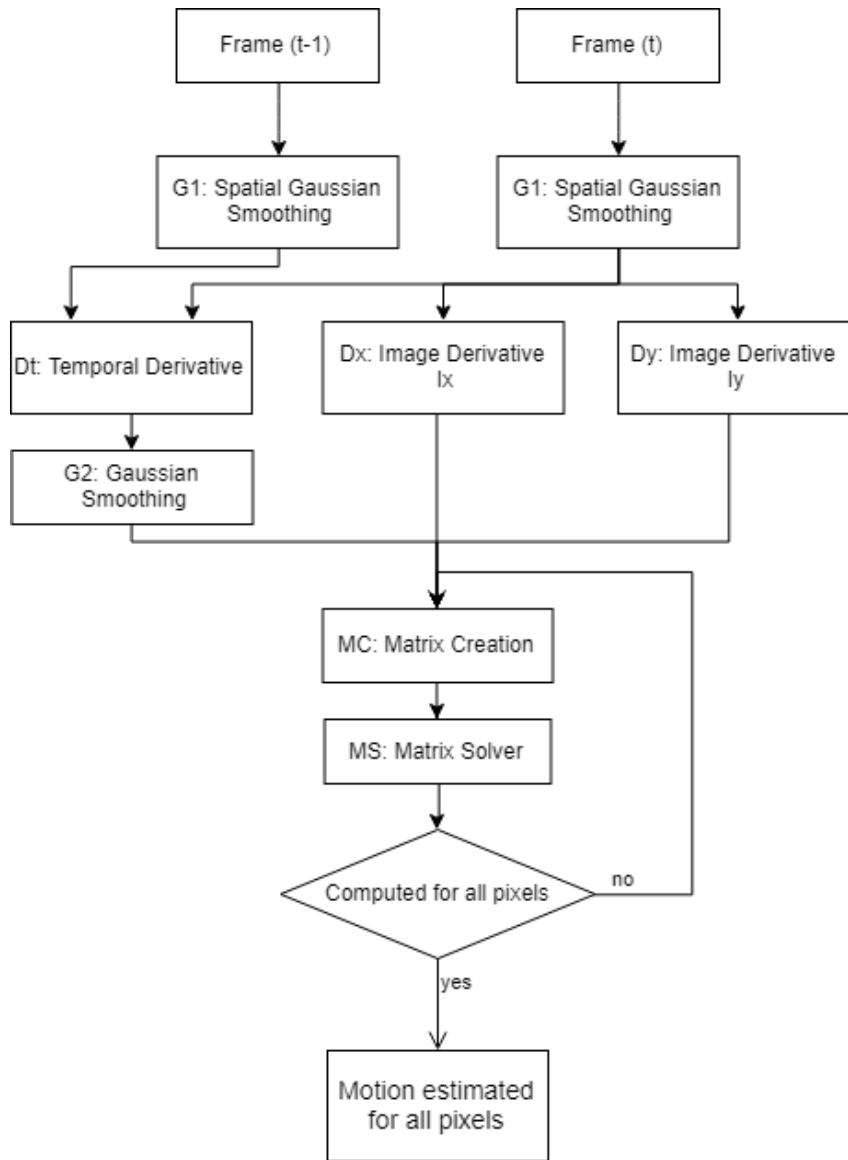 Frame (t-1)
Frame (t)
G1: Spatial Gaussian
Smoothing
G1: Spatial Gaussian
Smoothing
Dt: Temporal Derivative
Dx: Image Derivative
Ix
Dy: Image Derivative
Iy
G2: Gaussian
Smoothing
MC: Matrix Creation
MS: Matrix Solver
Computed for all pixels
no
yes
Motion estimated
for all pixels